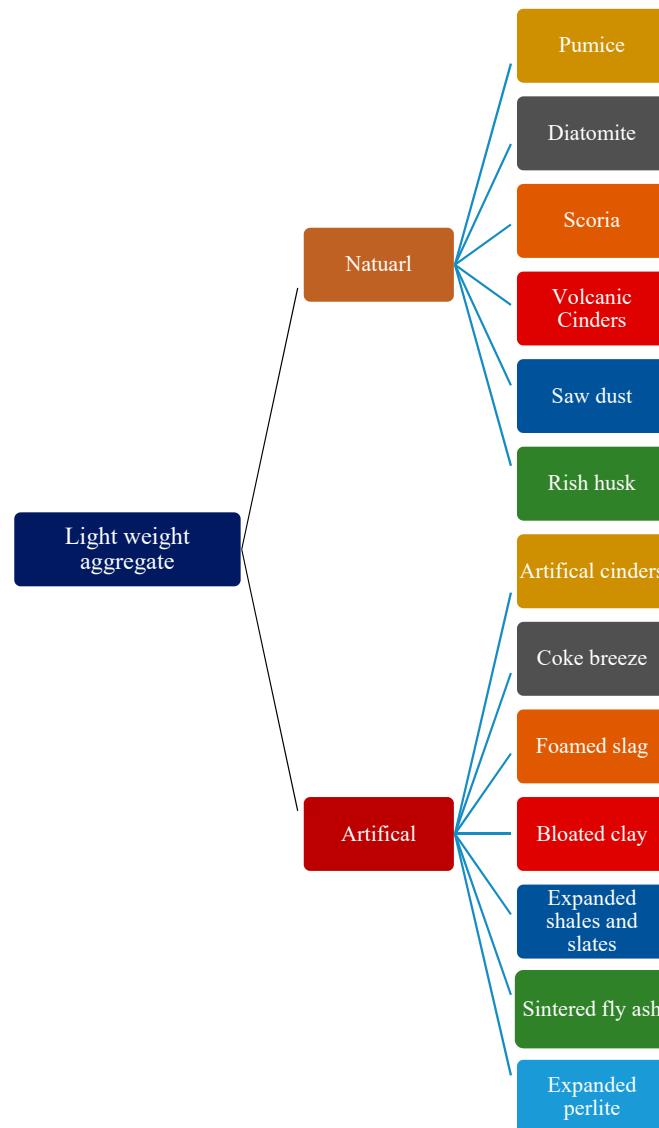 Pumice
Diatomite
Scoria
Natuarl
Volcanic
Cinders
Saw dust
Rish husk
Light weight
aggregate
Artifical cinders
Coke breeze
Foamed slag
Artifical
Bloated clay
Expanded
shales and
slates
Sintered fly ash
Expanded
perlite